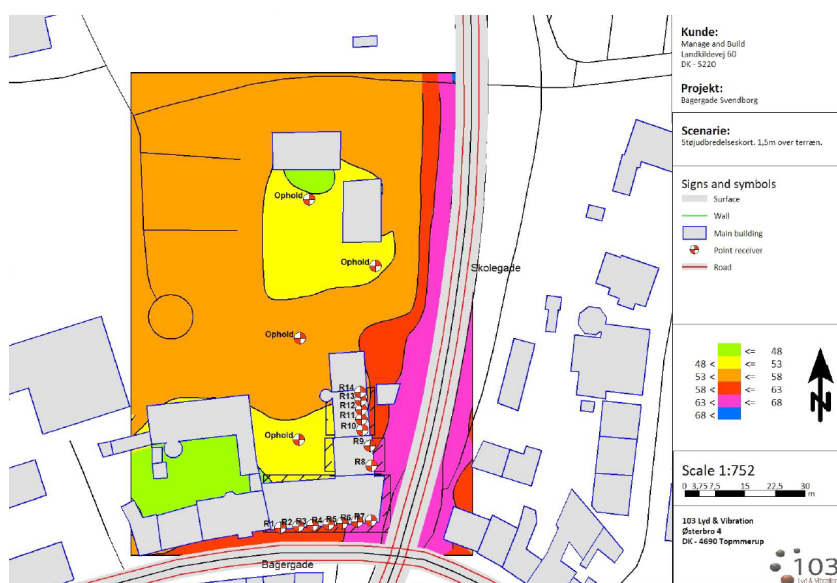 Kunde:
Manage and Build
Landkildevej 60
DK - 5220
Projekt:
Bagergade Svendborg
Scenarie:
Støjudbredelseskort. 1,5m over terræn.
Signs and symbols
Surface
Wall
Main building
Point receiver
Road
Ophold
Ophold
Skolegade
Ophold
R14
R13
R12
R11
R10
Ophold
R9
R8
R1 R2 R3 R4 R5 R6 R7
Bagergade
<= 48
48 < <= 53
53 < <= 58
58 < <= 63
63 < <= 68
68 <
N
Scale 1:752
0 3,75 7,5 15 22,5 30
m
103 Lyd & Vibration
Østerbro 4
DK - 4690 Topmmerup
103
Lyd & Vibration